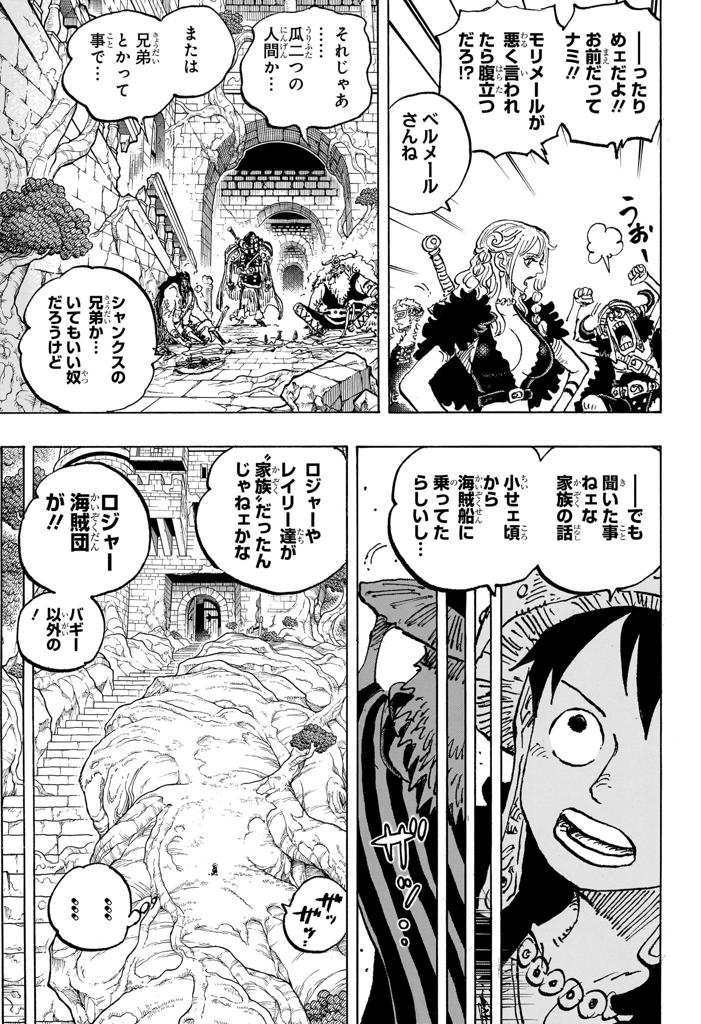 ──ったり
めェだよ!!
お前だって
ナミ!!
モリメールが
悪く言われ
たら腹立つ
だろ!?
ベルメール
さんね
うおー
それじゃあ
……
瓜二つの
人間か…
または
兄弟
とかって
事で…
シャンクスの
兄弟か…
いてもいい奴
だろうけど
──でも
聞いた事
ねェな
家族の話
小せェ頃
から
海賊船に
乗ってた
らしいし…
ザッ。
ロジャーや
レイリー達が
“家族”だったん
じゃねェかな
ロジャー
海賊団
が!!
バギー
以外の
!!
ザッ
ザッ…
………